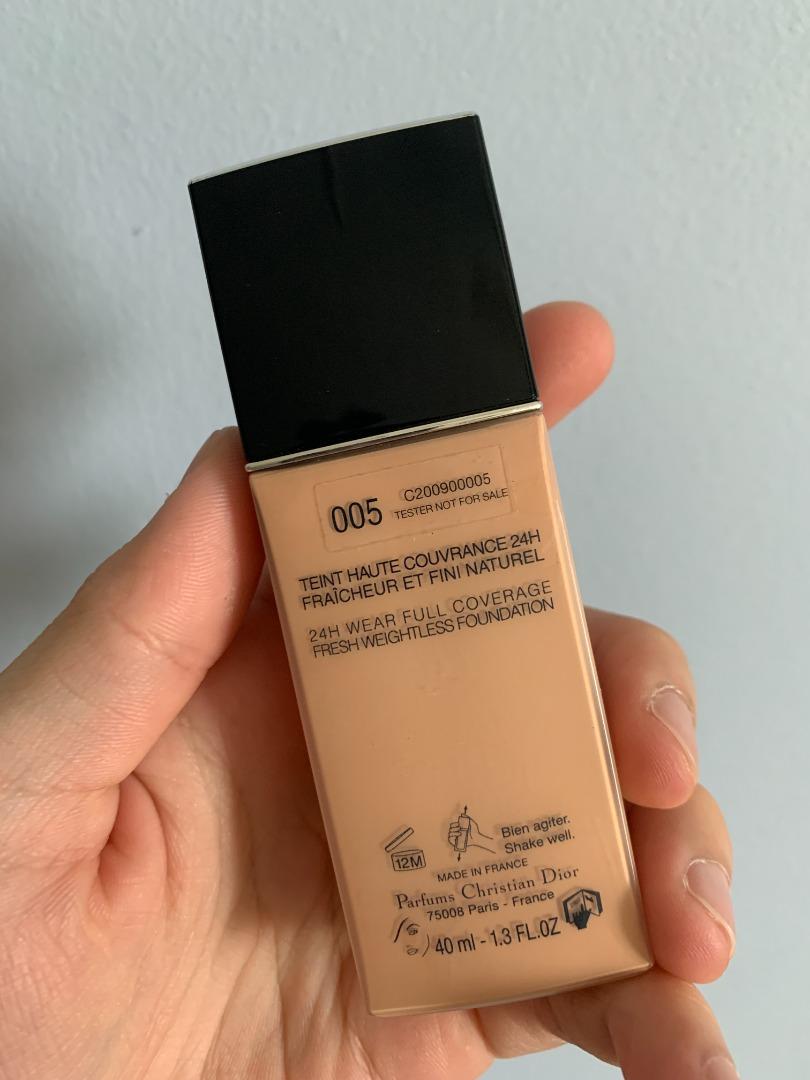 005
C200900005
TESTER NOT FOR SALE
TEINT HAUTE COUVRANCE 24H
FRAÎCHEUR ET FINI NATUREL
24H WEAR FULL COVERAGE
FRESH WEIGHTLESS FOUNDATION
Bien agiter.
Shake well.
12M
MADE IN FRANCE
Parfums Christian Dior
75008 Paris - France
40 ml - 1.3 FL.OZ